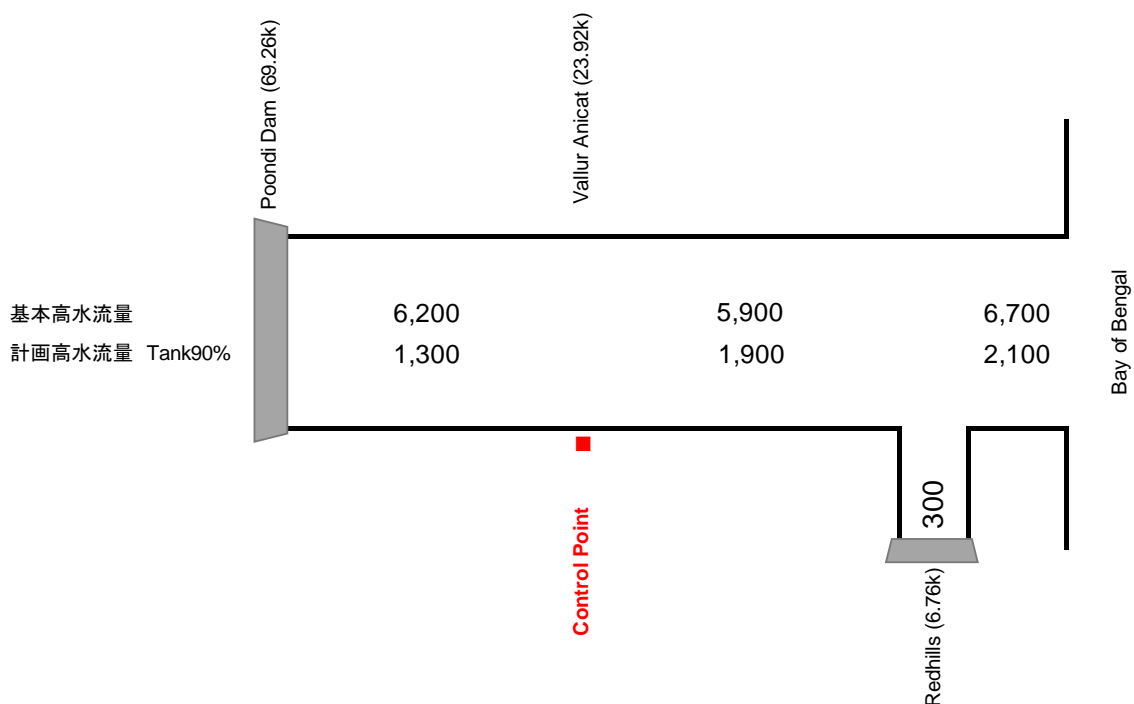 Poondi Dam (69.26k)
Vallur Anicat (23.92k)
基本高水流量 6,200 5,900 6,700
計画高水流量 Tank90% 1,300 1,900 2,100
Bay of Bengal
Control Point
300
Redhills (6.76k)